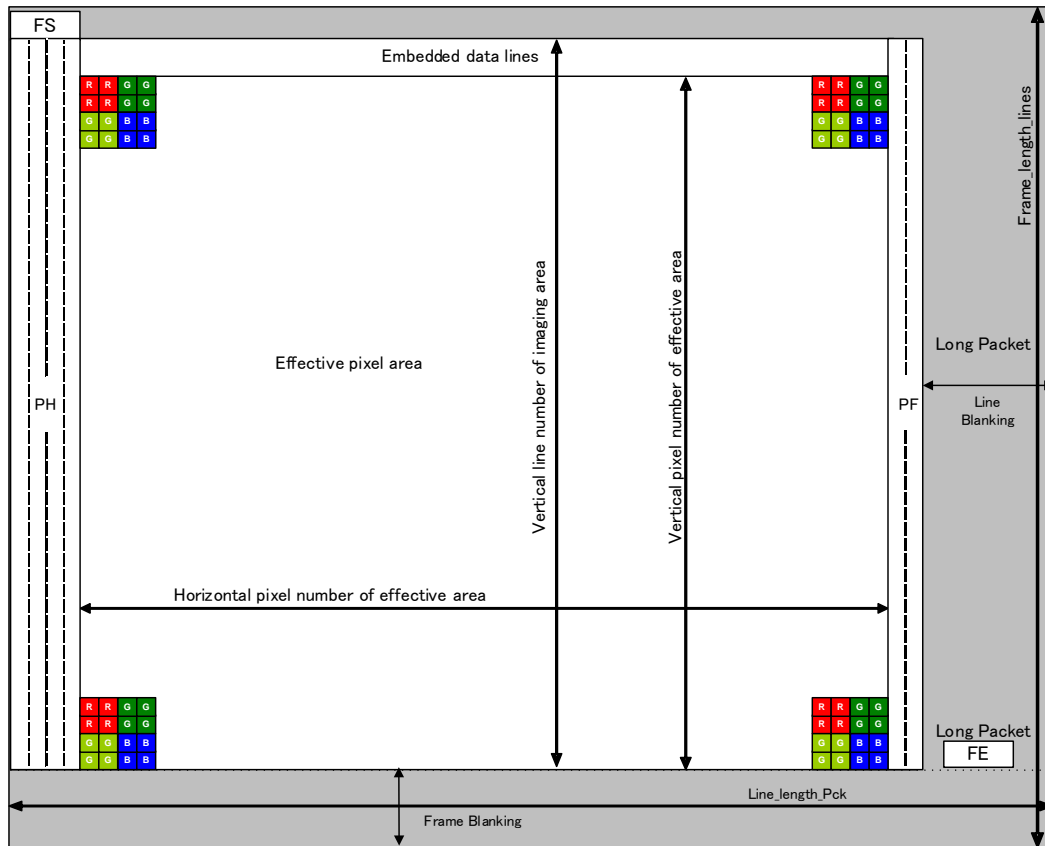 FS
Embedded data lines
R R G G R R G G
R R G G R R G G
G G B B G G B B
G G B B G G B B
Frame_length_lines
Vertical line number of imaging area
Vertical pixel number of effective area
Long Packet
Effective pixel area
PH
PF
Line
Blanking
Horizontal pixel number of effective area
R R G G R R G G
R R G G R R G G
G G B B G G B B
G G B B G G B B
Long Packet
FE
Line_length_Pck
Frame Blanking